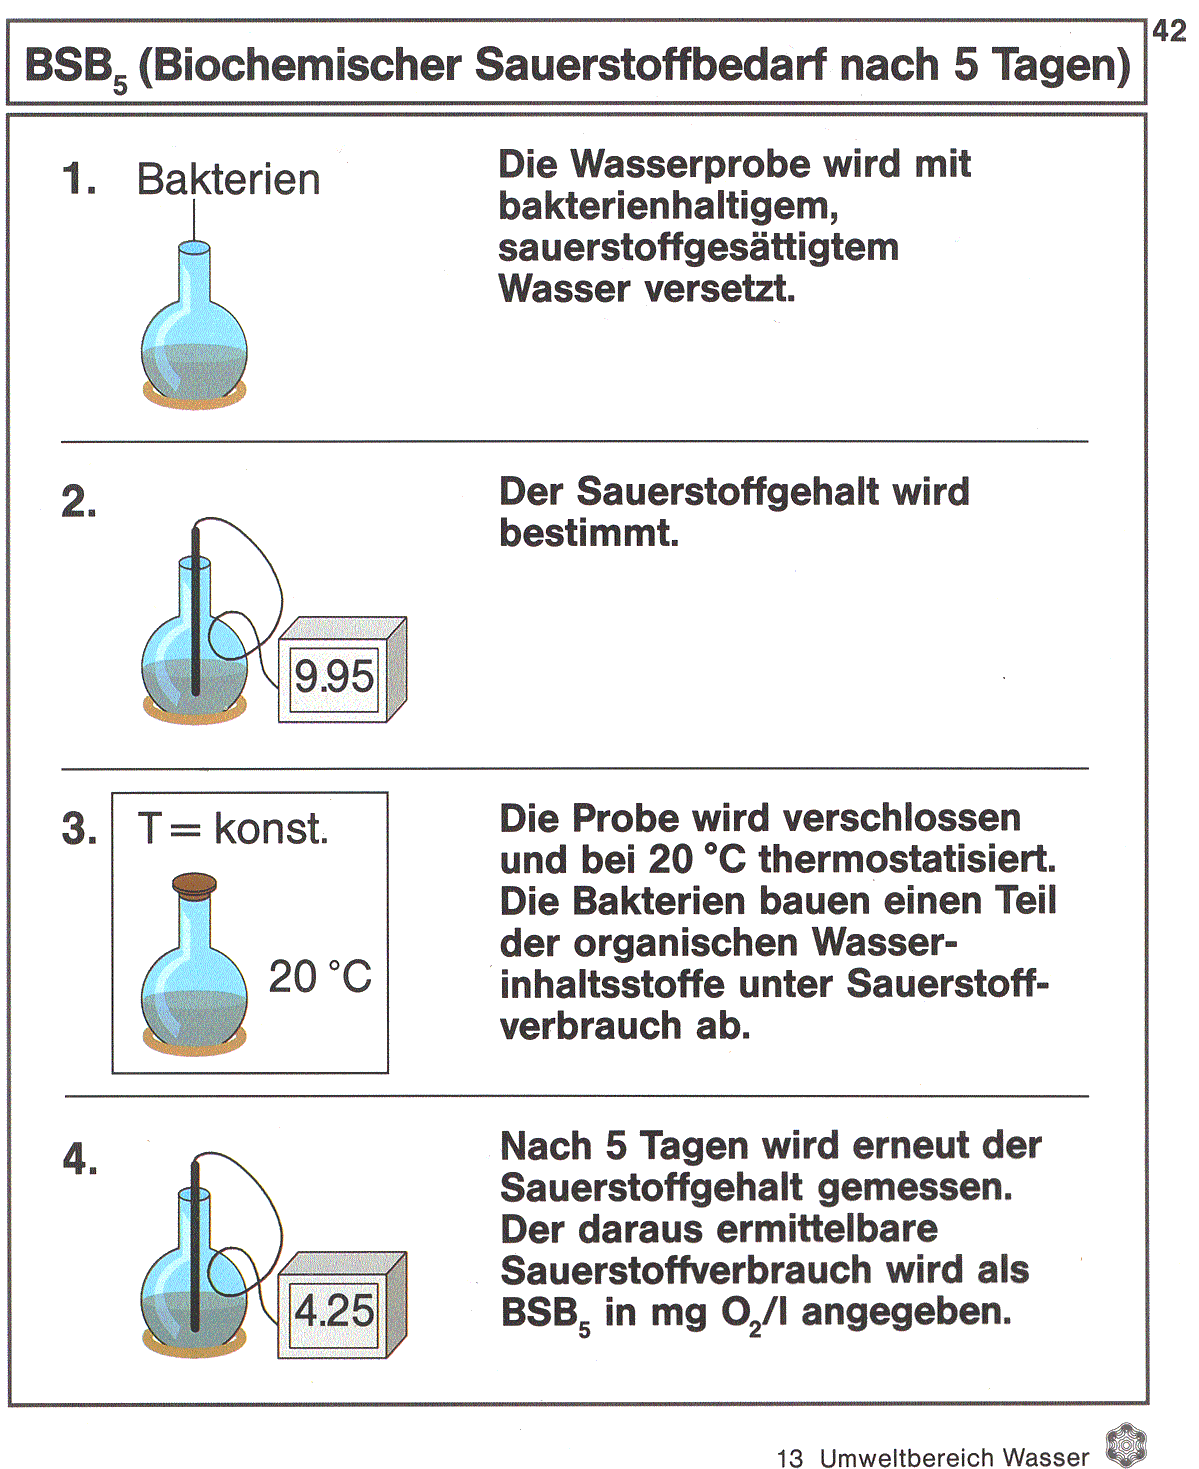 42
BSB₅ (Biochemischer Sauerstoffbedarf nach 5 Tagen)
1. Bakterien
Die Wasserprobe wird mit
bakterienhaltigem,
sauerstoffgesättigtem
Wasser versetzt.
2.
9.95
Der Sauerstoffgehalt wird
bestimmt.
3. T = konst.
20 °C
Die Probe wird verschlossen
und bei 20 °C thermostatisiert.
Die Bakterien bauen einen Teil
der organischen Wasser-
inhaltsstoffe unter Sauerstoff-
verbrauch ab.
4.
4.25
Nach 5 Tagen wird erneut der
Sauerstoffgehalt gemessen.
Der daraus ermittelbare
Sauerstoffverbrauch wird als
BSB₅ in mg O₂/l angegeben.
13 Umweltbereich Wasser